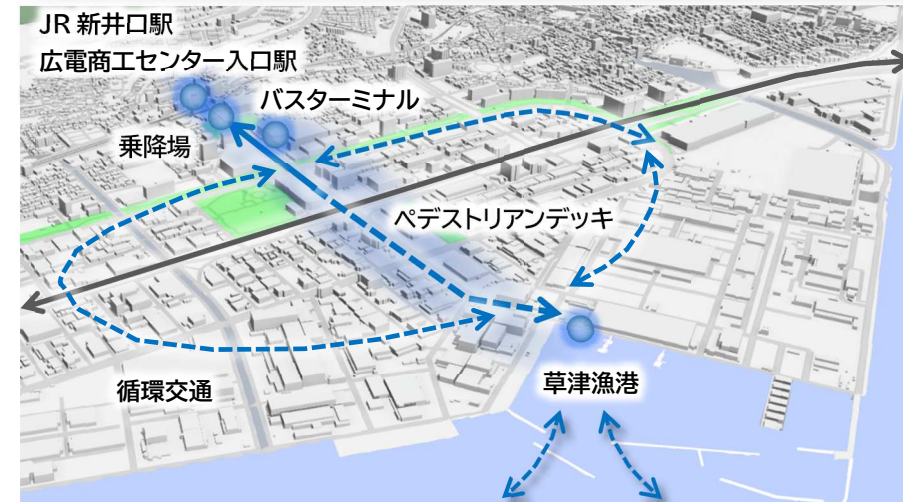 JR 新井口駅
広電商工センター入口駅
バスターミナル
乗降場
ペデストリアンデッキ
循環交通
草津漁港